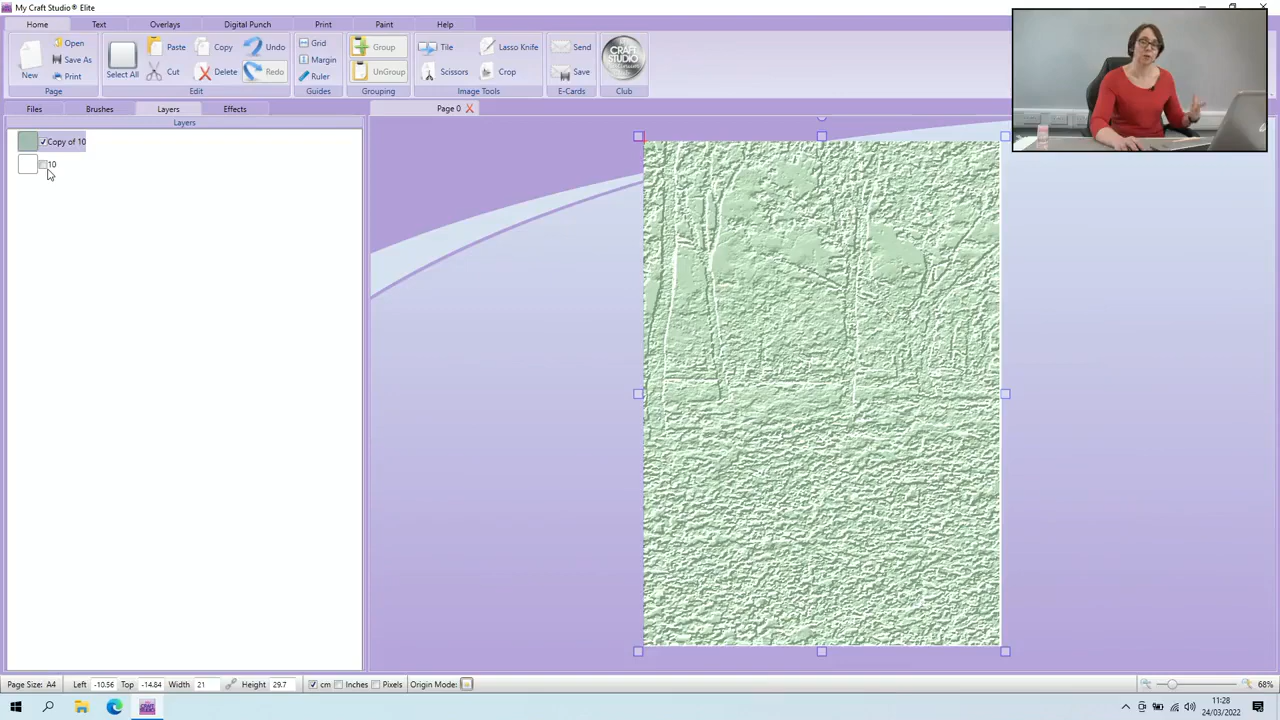 My Craft Studio® Elite
Home Text Overlays Digital Punch Print Paint Help
New Open Save As Print Page
Select All Paste Copy Undo Cut Delete Redo Edit
Grid Margin Ruler Guides
Group UnGroup Grouping
Tile Lasso Knife Scissors Crop Image Tools
Send Save E-Cards
CRAFT STUDIO Club
Files Brushes Layers Effects
Page 0
Layers
Copy of 10
10
Page Size: A4 Left -10.56 Top -14.84 Width 21 Height 29.7 cm Inches Pixels Origin Mode: 68%
11:28
24/03/2022